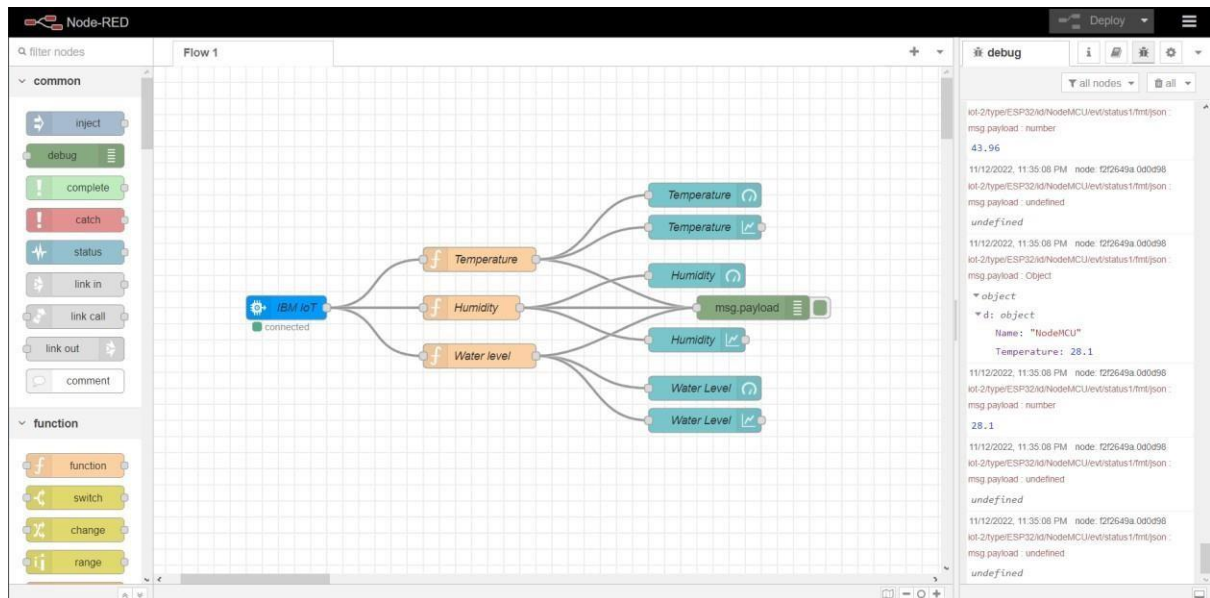 Node-RED
Deploy
filter nodes
Flow 1
debug
i
all nodes
all
common
inject
debug
complete
catch
status
link in
link call
link out
comment
function
function
switch
change
range
IBM IoT
connected
Temperature
Humidity
Water level
Temperature
Temperature
Humidity
msg.payload
Humidity
Water Level
Water Level
iot-2/type/ESP32/id/NodeMCU/evt/status1/fmt/json :
msg.payload : number
43.96
11/12/2022, 11:35:08 PM node: f2f2649a.0d0d98
iot-2/type/ESP32/id/NodeMCU/evt/status1/fmt/json :
msg.payload : undefined
undefined
11/12/2022, 11:35:08 PM node: f2f2649a.0d0d98
iot-2/type/ESP32/id/NodeMCU/evt/status1/fmt/json :
msg.payload : Object
object
d: object
Name: "NodeMCU"
Temperature: 28.1
11/12/2022, 11:35:08 PM node: f2f2649a.0d0d98
iot-2/type/ESP32/id/NodeMCU/evt/status1/fmt/json :
msg.payload : number
28.1
11/12/2022, 11:35:08 PM node: f2f2649a.0d0d98
iot-2/type/ESP32/id/NodeMCU/evt/status1/fmt/json :
msg.payload : undefined
undefined
11/12/2022, 11:35:08 PM node: f2f2649a.0d0d98
iot-2/type/ESP32/id/NodeMCU/evt/status1/fmt/json :
msg.payload : undefined
undefined